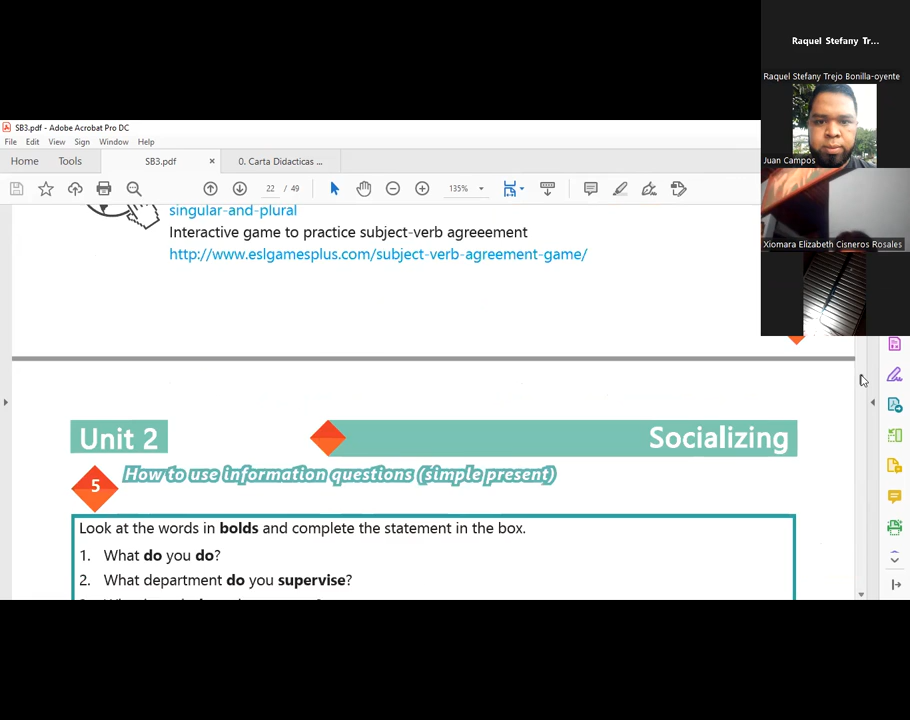 Raquel Stefany Tr...
Raquel Stefany Trejo Bonilla-oyente
Juan Campos
Xiomara Elizabeth Cisneros Rosales
SB3.pdf - Adobe Acrobat Pro DC
File Edit View Sign Window Help
Home Tools SB3.pdf × 0. Carta Didacticas ...
22 / 49 135%
singular-and-plural
Interactive game to practice subject-verb agreeement
http://www.eslgamesplus.com/subject-verb-agreement-game/
Unit 2 Socializing
5 How to use information questions (simple present)
Look at the words in bolds and complete the statement in the box.
1. What do you do?
2. What department do you supervise?